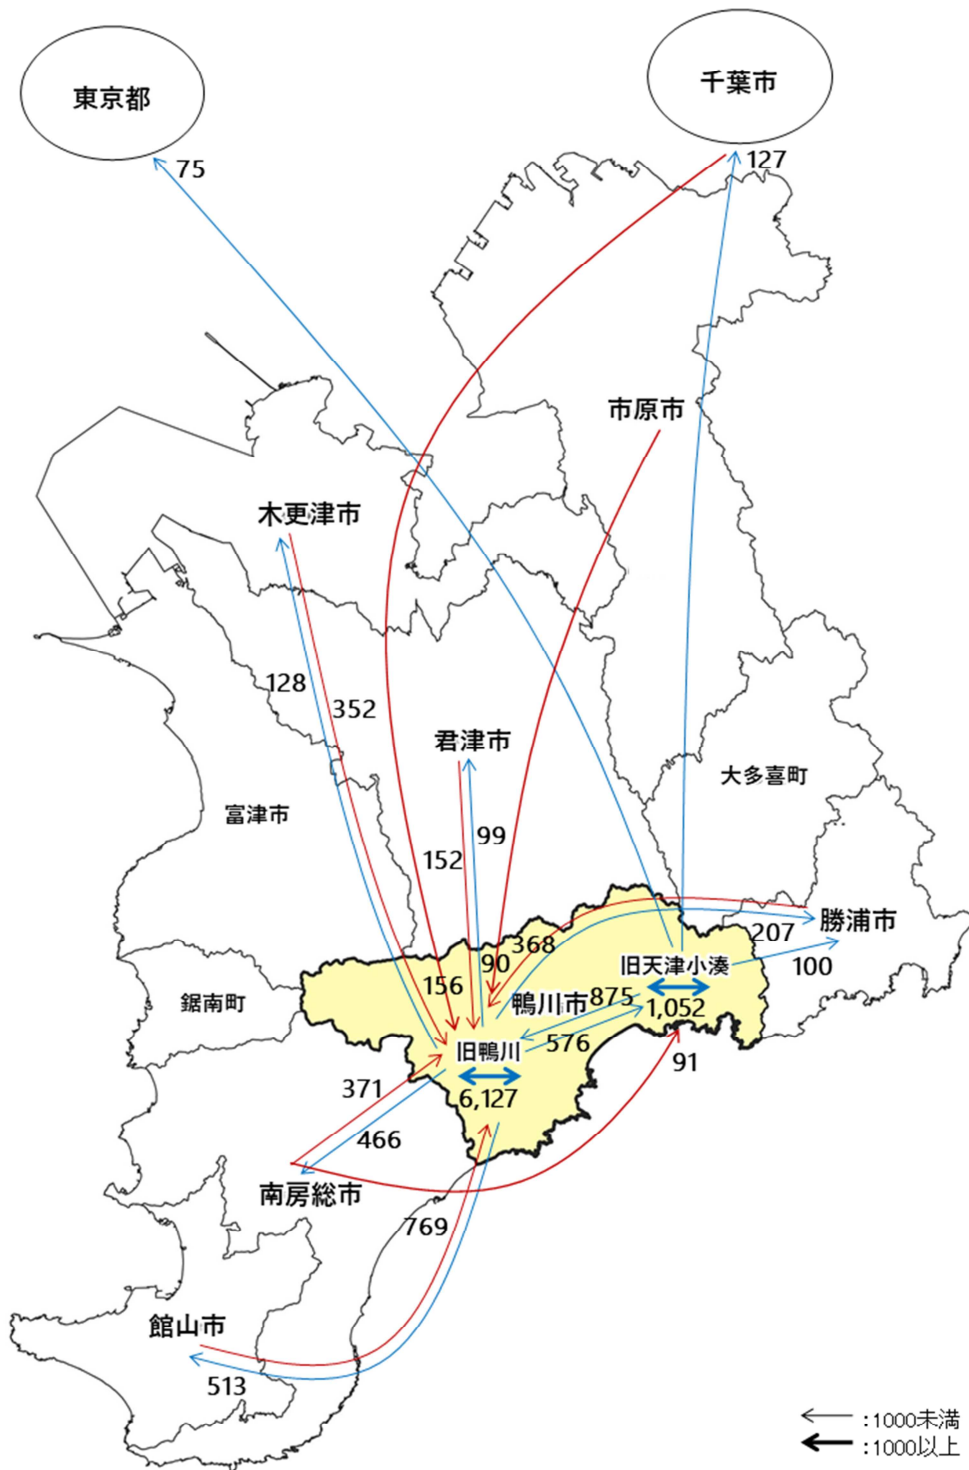 東京都
千葉市
75
127
市原市
木更津市
128
352
君津市
大多喜町
富津市
99
152
勝浦市
207
368
90
100
旧天津小湊
156
鋸南町
鴨川市
875
1,052
576
旧鴨川
91
371
6,127
466
南房総市
769
館山市
513
:1000未満
:1000以上